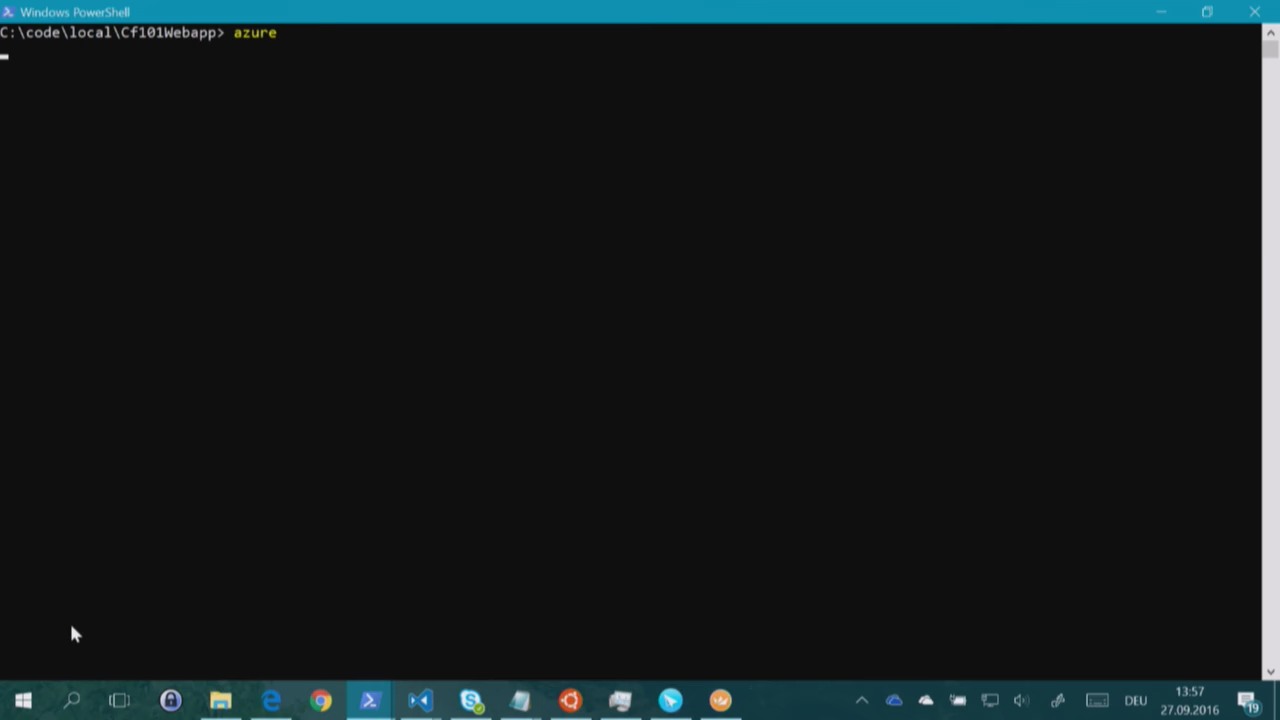 Windows PowerShell
C:\code\local\Cf101Webapp> azure
DEU
13:57
27.09.2016
19